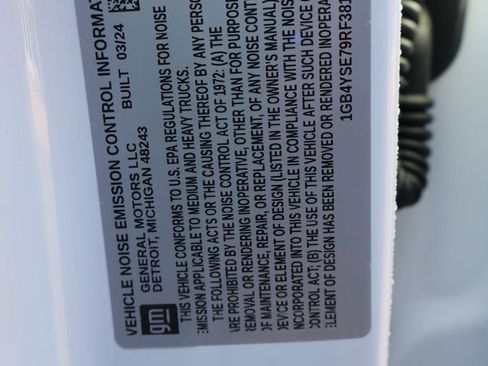 gm
VEHICLE NOISE EMISSION CONTROL INFORMAT
GENERAL MOTORS LLC
DETROIT, MICHIGAN 48243 BUILT 03/24
THIS VEHICLE CONFORMS TO U.S. EPA REGULATIONS FOR NOISE
EMISSION APPLICABLE TO MEDIUM AND HEAVY TRUCKS.
THE FOLLOWING ACTS OR THE CAUSING THEREOF BY ANY PERSO
ARE PROHIBITED BY THE NOISE CONTROL ACT OF 1972: (A) THE
REMOVAL OR RENDERING INOPERATIVE, OTHER THAN FOR PURPOSE
OF MAINTENANCE, REPAIR, OR REPLACEMENT, OF ANY NOISE CONT
DEVICE OR ELEMENT OF DESIGN (LISTED IN THE OWNER'S MANUAL)
INCORPORATED INTO THIS VEHICLE IN COMPLIANCE WITH THE NOIS
CONTROL ACT; (B) THE USE OF THIS VEHICLE AFTER SUCH DEVICE O
ELEMENT OF DESIGN HAS BEEN REMOVED OR RENDERED INOPERA
1GB4YSE79RF381